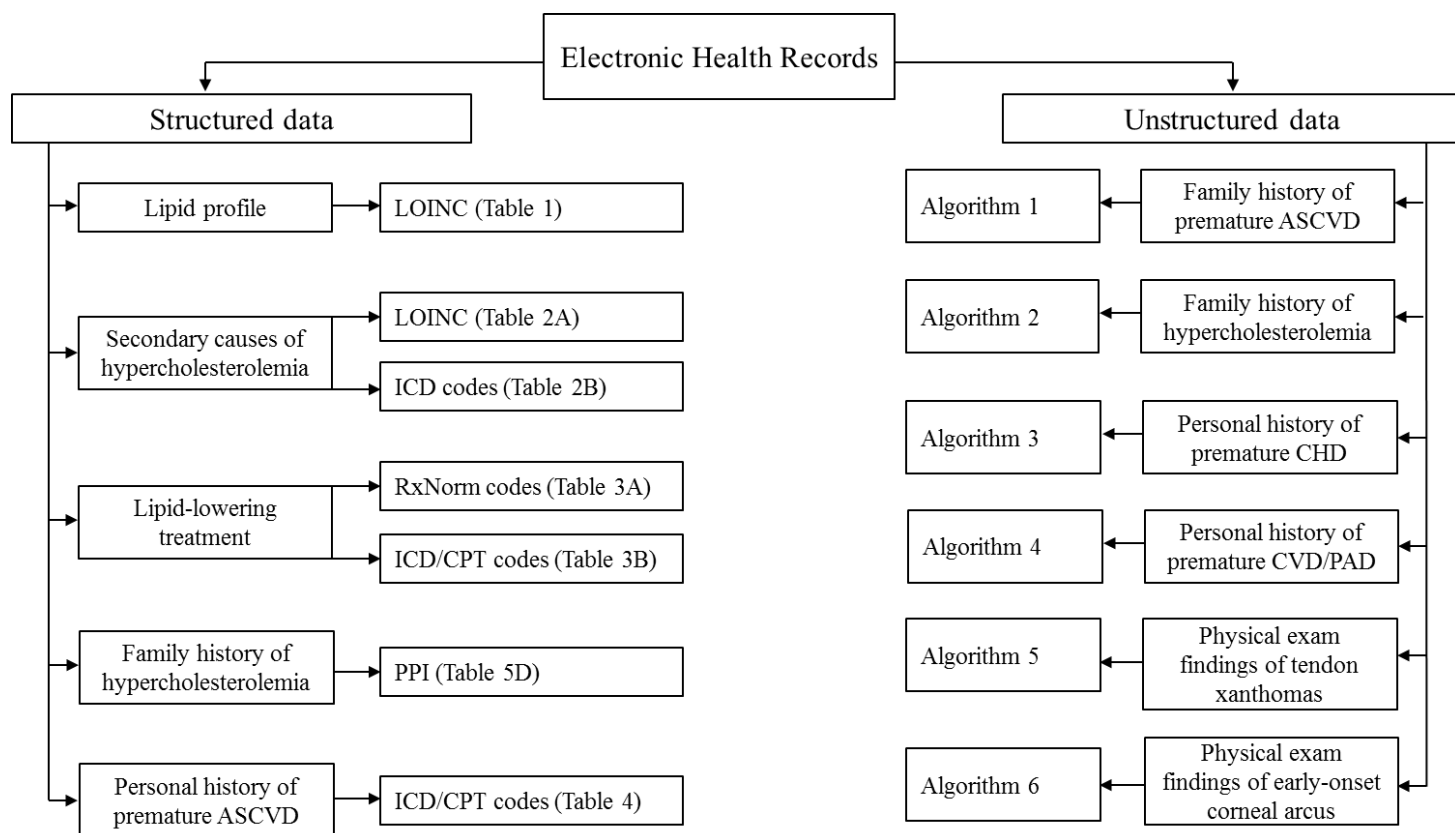 Electronic Health Records
Structured data
Lipid profile
LOINC (Table 1)
Secondary causes of
hypercholesterolemia
LOINC (Table 2A)
ICD codes (Table 2B)
Lipid-lowering
treatment
RxNorm codes (Table 3A)
ICD/CPT codes (Table 3B)
Family history of
hypercholesterolemia
PPI (Table 5D)
Personal history of
premature ASCVD
ICD/CPT codes (Table 4)
Unstructured data
Algorithm 1
Family history of
premature ASCVD
Algorithm 2
Family history of
hypercholesterolemia
Algorithm 3
Personal history of
premature CHD
Algorithm 4
Personal history of
premature CVD/PAD
Algorithm 5
Physical exam
findings of tendon
xanthomas
Algorithm 6
Physical exam
findings of early-onset
corneal arcus